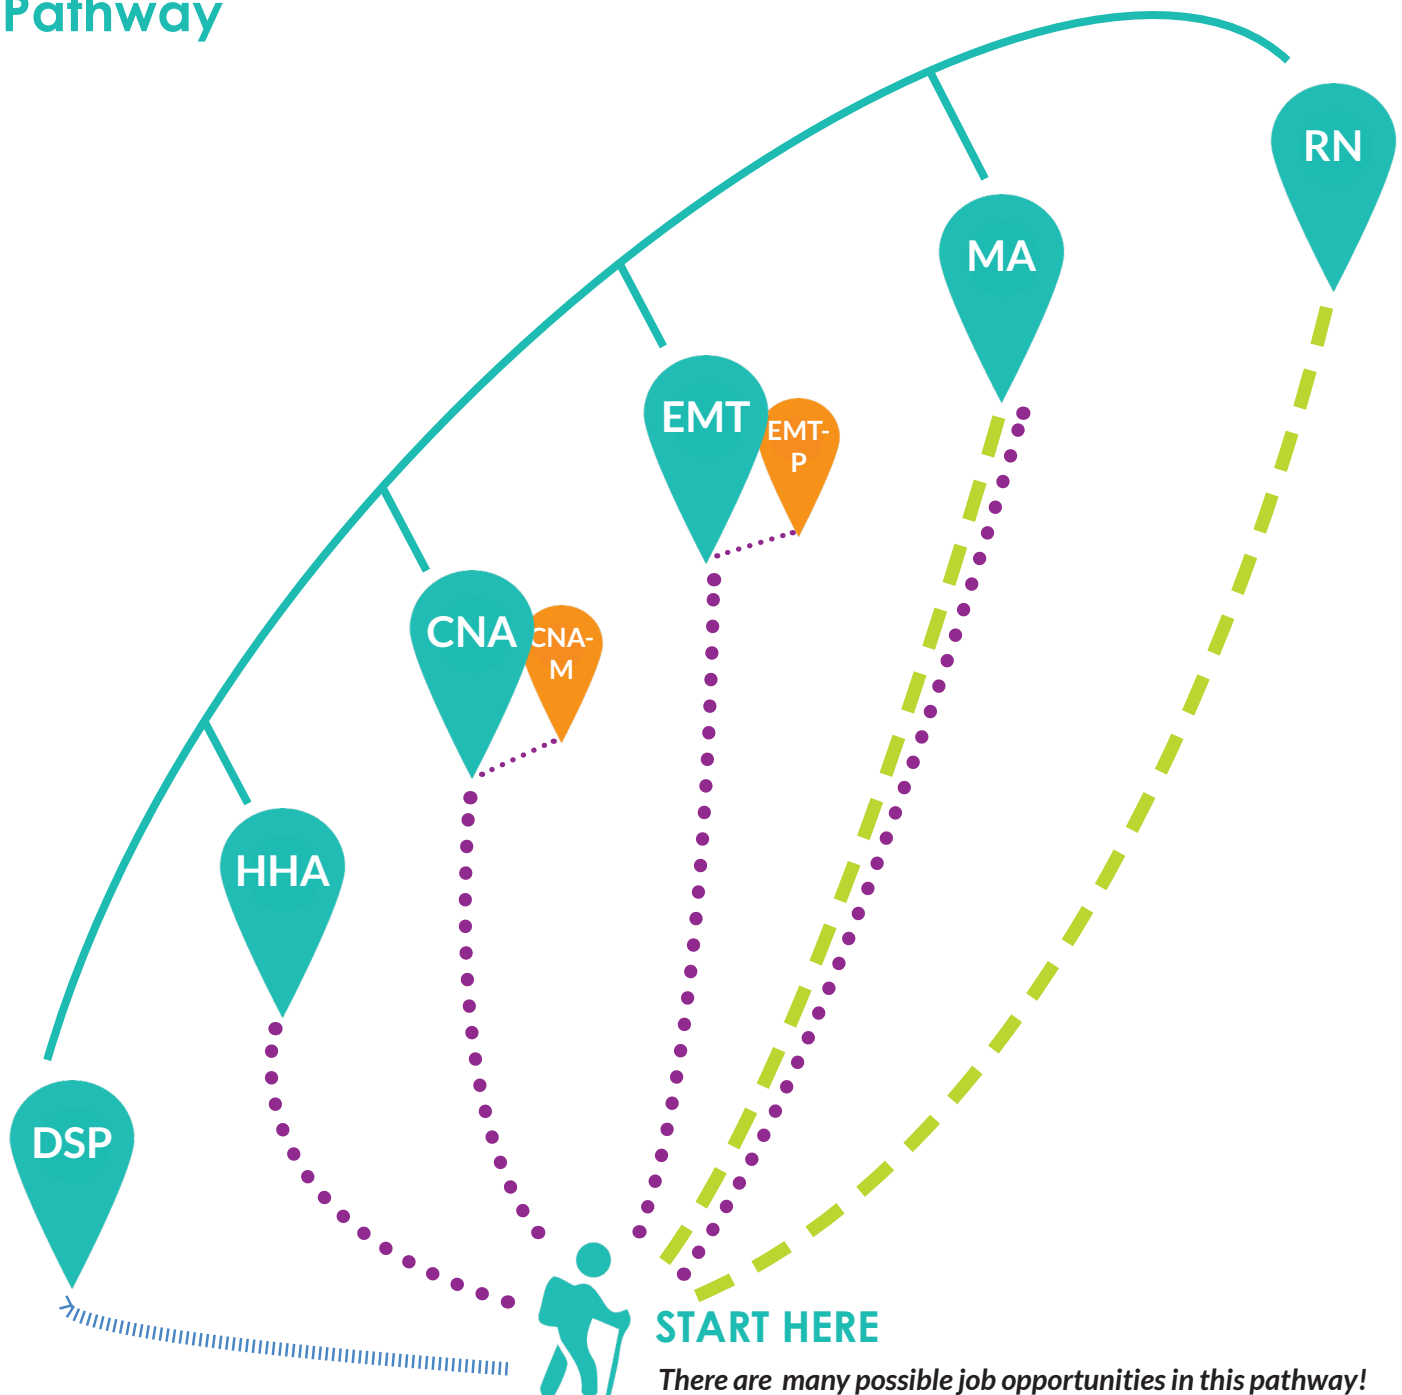 Pathway
RN
MA
EMT
EMT-
P
CNA
CNA-
M
HHA
DSP
START HERE
There are many possible job opportunities in this pathway!